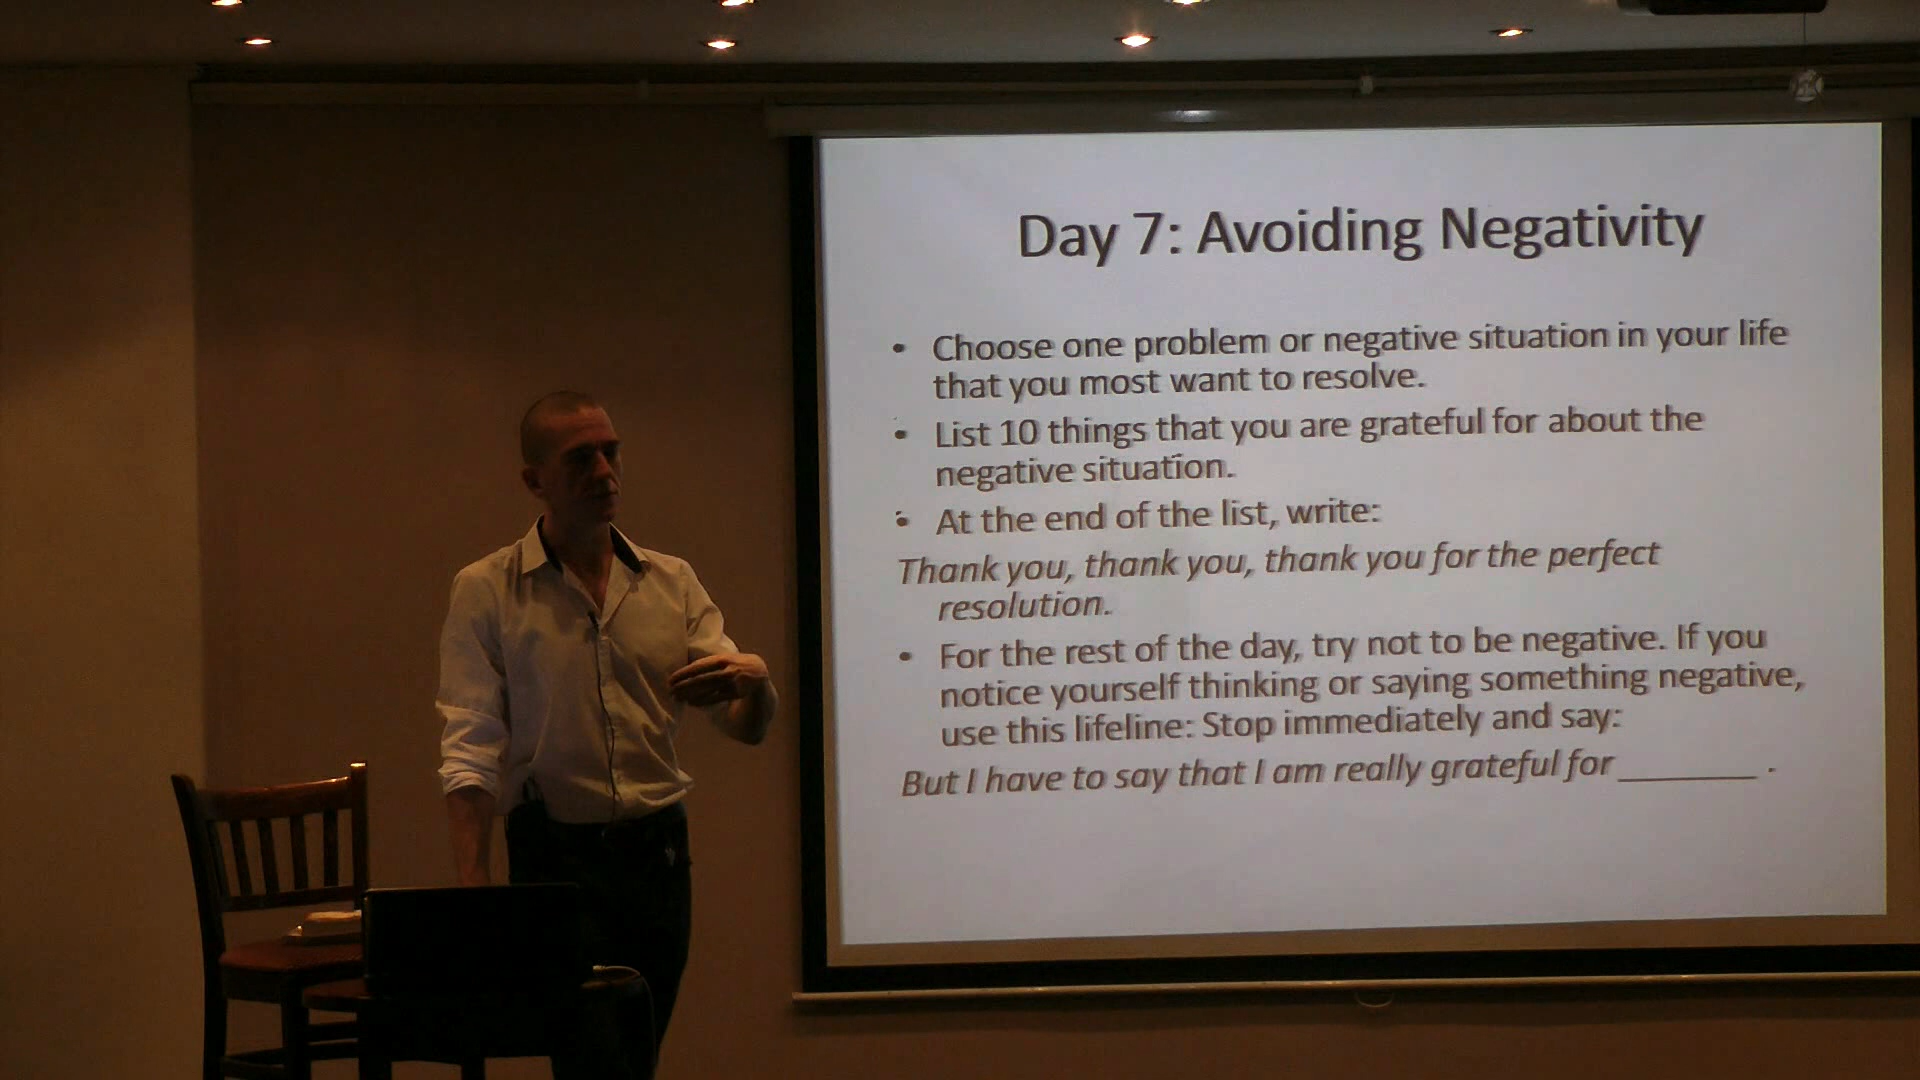 Day 7: Avoiding Negativity
• Choose one problem or negative situation in your life
that you most want to resolve.
• List 10 things that you are grateful for about the
negative situation.
• At the end of the list, write:
Thank you, thank you, thank you for the perfect
resolution.
• For the rest of the day, try not to be negative. If you
notice yourself thinking or saying something negative,
use this lifeline: Stop immediately and say:
But I have to say that I am really grateful for _______ .